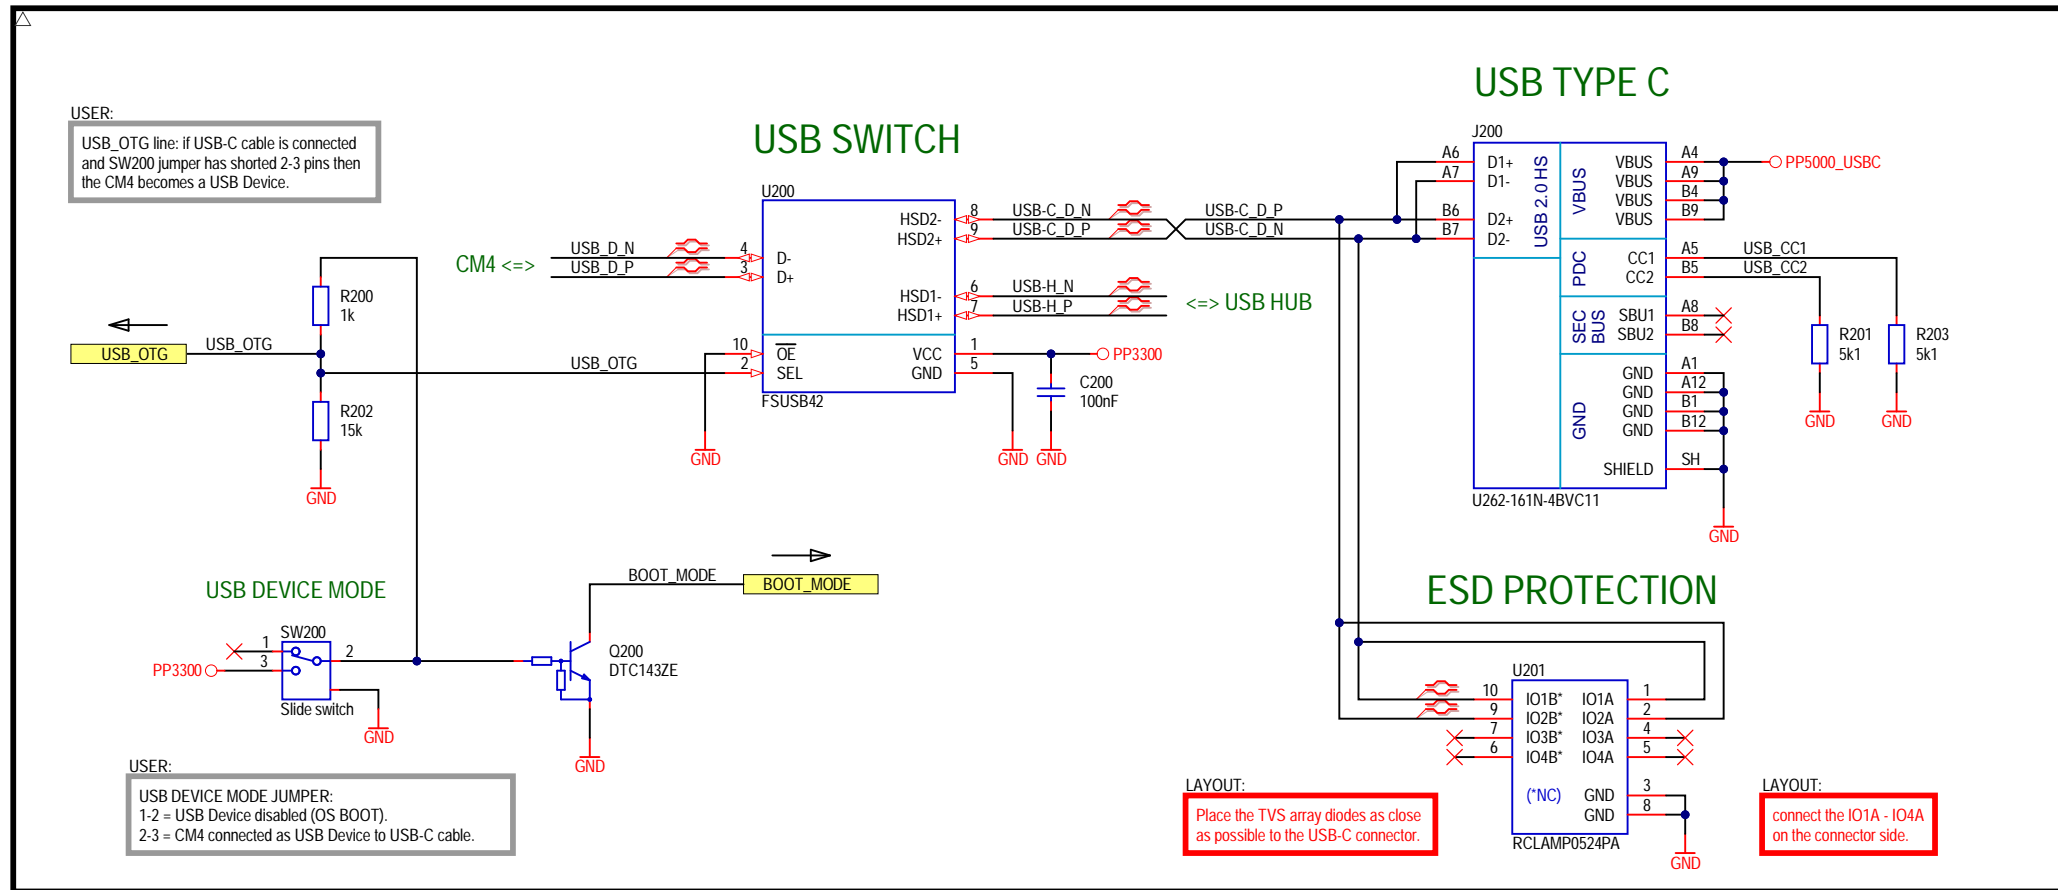 USB TYPE C
USER:
USB_OTG line: if USB-C cable is connected
and SW200 jumper has shorted 2-3 pins then
the CM4 becomes a USB Device.
USB SWITCH
U200
HSD2-
HSD2+
D-
D+
HSD1-
HSD1+
OE
SEL
VCC
GND
FSUSB42
8
9
4
3
6
7
10
2
1
5
USB_D_N
USB_D_P
CM4 <=>
USB-C_D_N
USB-C_D_P
USB-C_D_P
USB-C_D_N
USB-H_N
USB-H_P
<=> USB HUB
PP3300
C200
100nF
GND
GND
GND
R200
1k
USB_OTG
USB_OTG
USB_OTG
R202
15k
GND
J200
A6
A7
B6
B7
D1+
D1-
D2+
D2-
USB 2.0 HS
VBUS
PDC
SEC
BUS
GND
VBUS
VBUS
VBUS
VBUS
CC1
CC2
SBU1
SBU2
GND
GND
GND
GND
SHIELD
A4
A9
B4
B9
A5
B5
A8
B8
A1
A12
B1
B12
SH
PP5000_USBC
USB_CC1
USB_CC2
R201
5k1
R203
5k1
GND
GND
GND
U262-161N-4BVC11
USB DEVICE MODE
SW200
1
3
2
PP3300
Slide switch
GND
BOOT_MODE
BOOT_MODE
Q200
DTC143ZE
GND
USER:
USB DEVICE MODE JUMPER:
1-2 = USB Device disabled (OS BOOT).
2-3 = CM4 connected as USB Device to USB-C cable.
ESD PROTECTION
U201
10
9
7
6
IO1B*
IO2B*
IO3B*
IO4B*
(*NC)
IO1A
IO2A
IO3A
IO4A
GND
GND
1
2
4
5
3
8
RCLAMP0524PA
GND
LAYOUT:
Place the TVS array diodes as close
as possible to the USB-C connector.
LAYOUT:
connect the IO1A - IO4A
on the connector side.